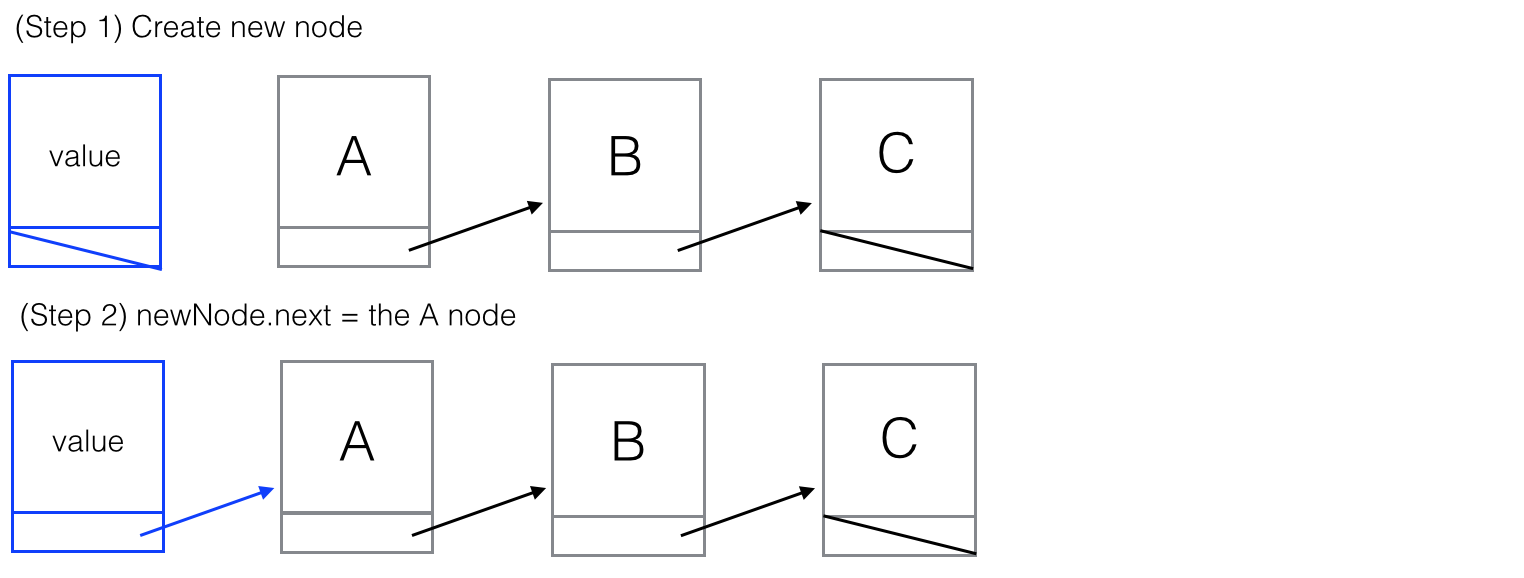 (Step 1) Create new node
value
A
B
C
(Step 2) newNode.next = the A node
value
A
B
C